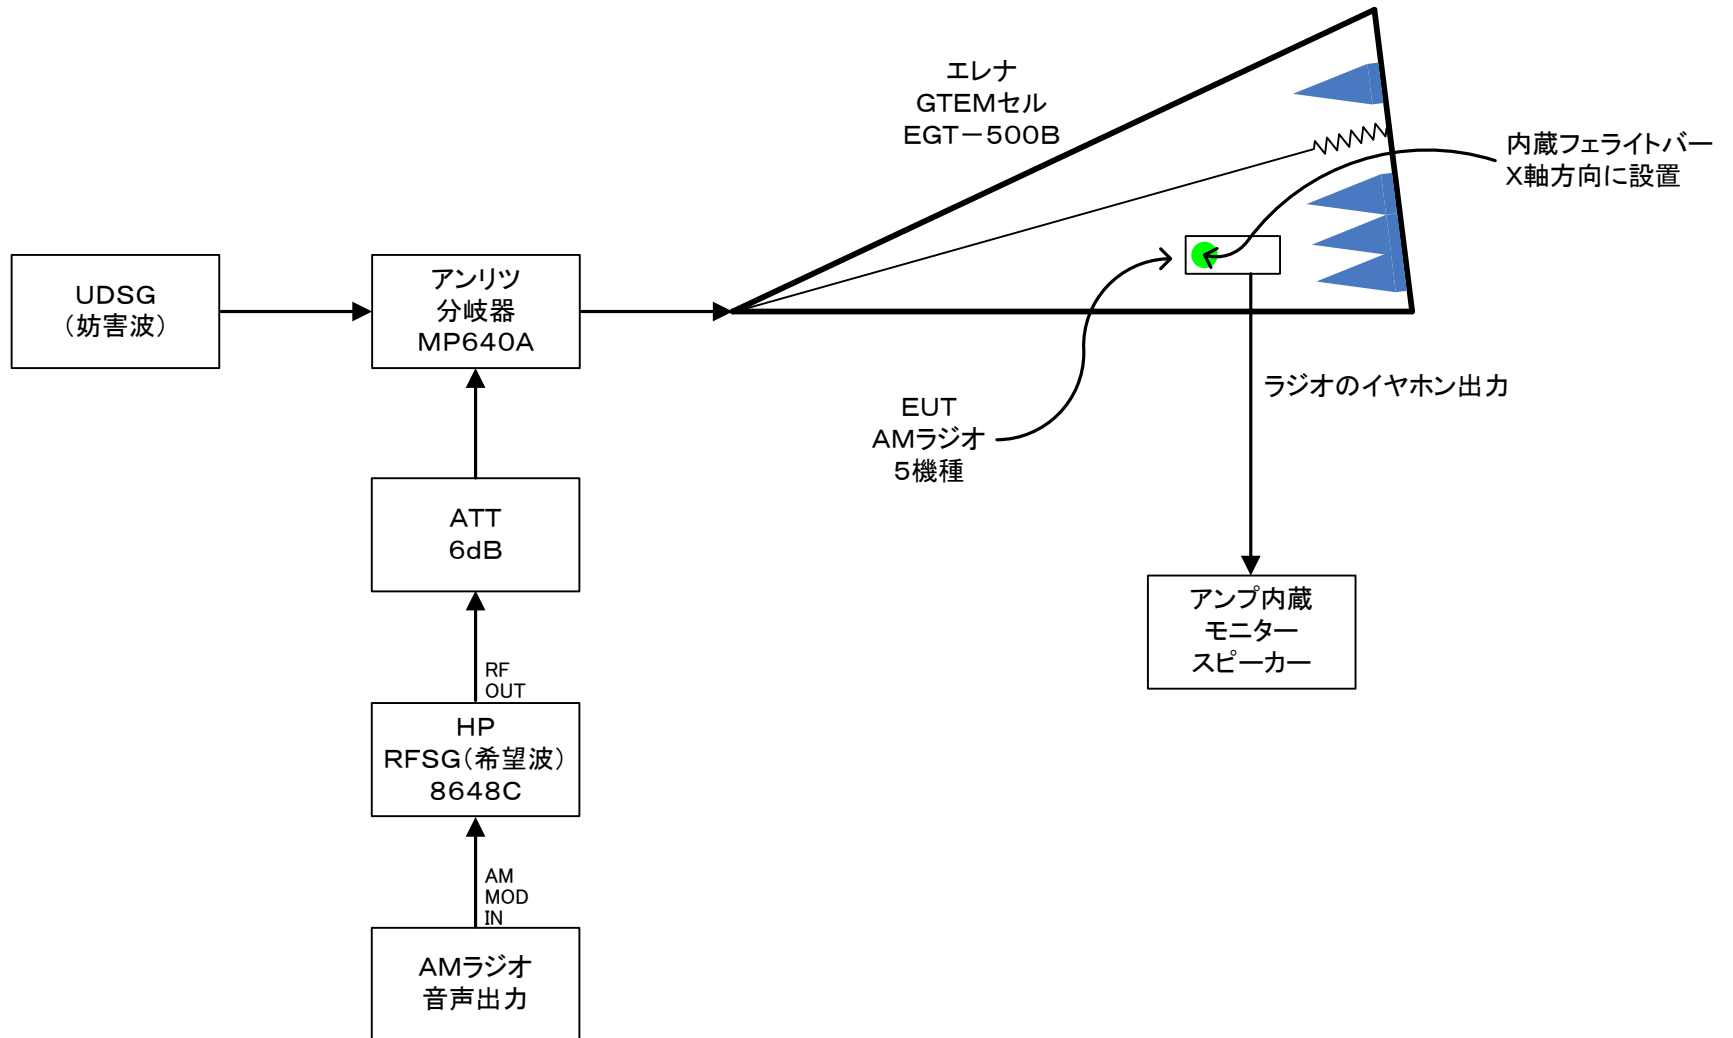 エレナ
GTEMセル
EGT－500B
内蔵フェライトバー
X軸方向に設置
UDSG
（妨害波）
アンリツ
分岐器
MP640A
ラジオのイヤホン出力
EUT
AMラジオ
5機種
ATT
6dB
アンプ内蔵
モニター
スピーカー
RF
OUT
HP
RFSG（希望波）
8648C
AM
MOD
IN
AMラジオ
音声出力